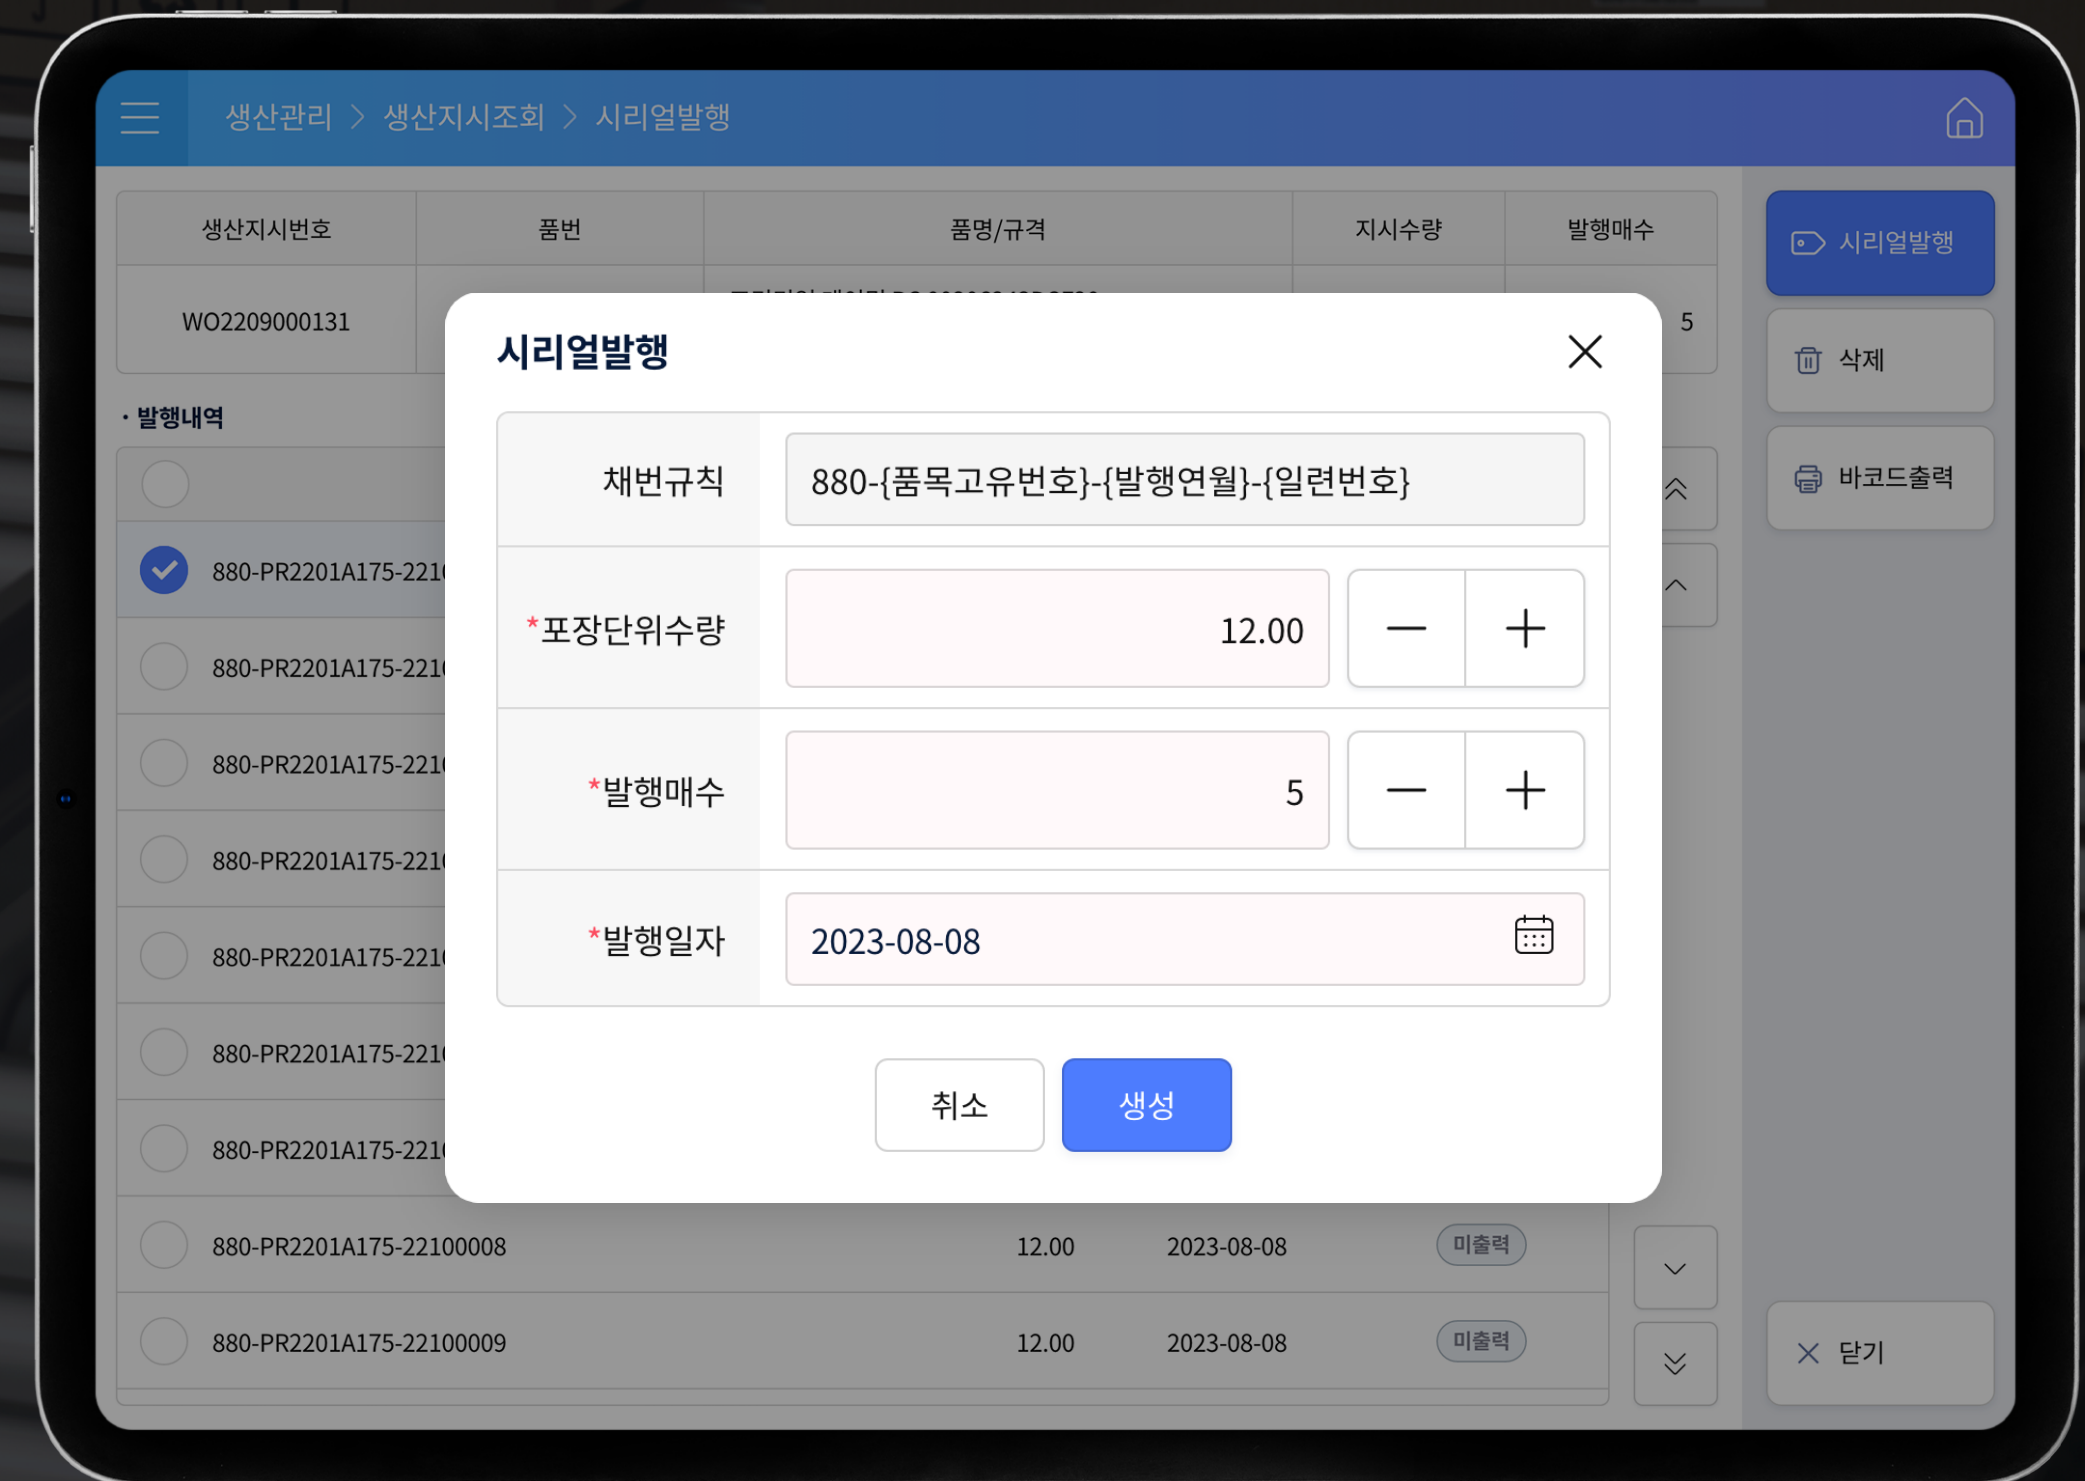 생산관리 > 생산지시조회 > 시리얼발행
생산지시번호 품번 품명/규격 지시수량 발행매수
WO2209000131 5
· 발행내역
시리얼발행
삭제
바코드출력
닫기
시리얼발행
채번규칙 880-{품목고유번호}-{발행연월}-{일련번호}
*포장단위수량 12.00
*발행매수 5
*발행일자 2023-08-08
취소 생성
880-PR2201A175-221
880-PR2201A175-221
880-PR2201A175-221
880-PR2201A175-221
880-PR2201A175-221
880-PR2201A175-221
880-PR2201A175-221
880-PR2201A175-22100008 12.00 2023-08-08 미출력
880-PR2201A175-22100009 12.00 2023-08-08 미출력